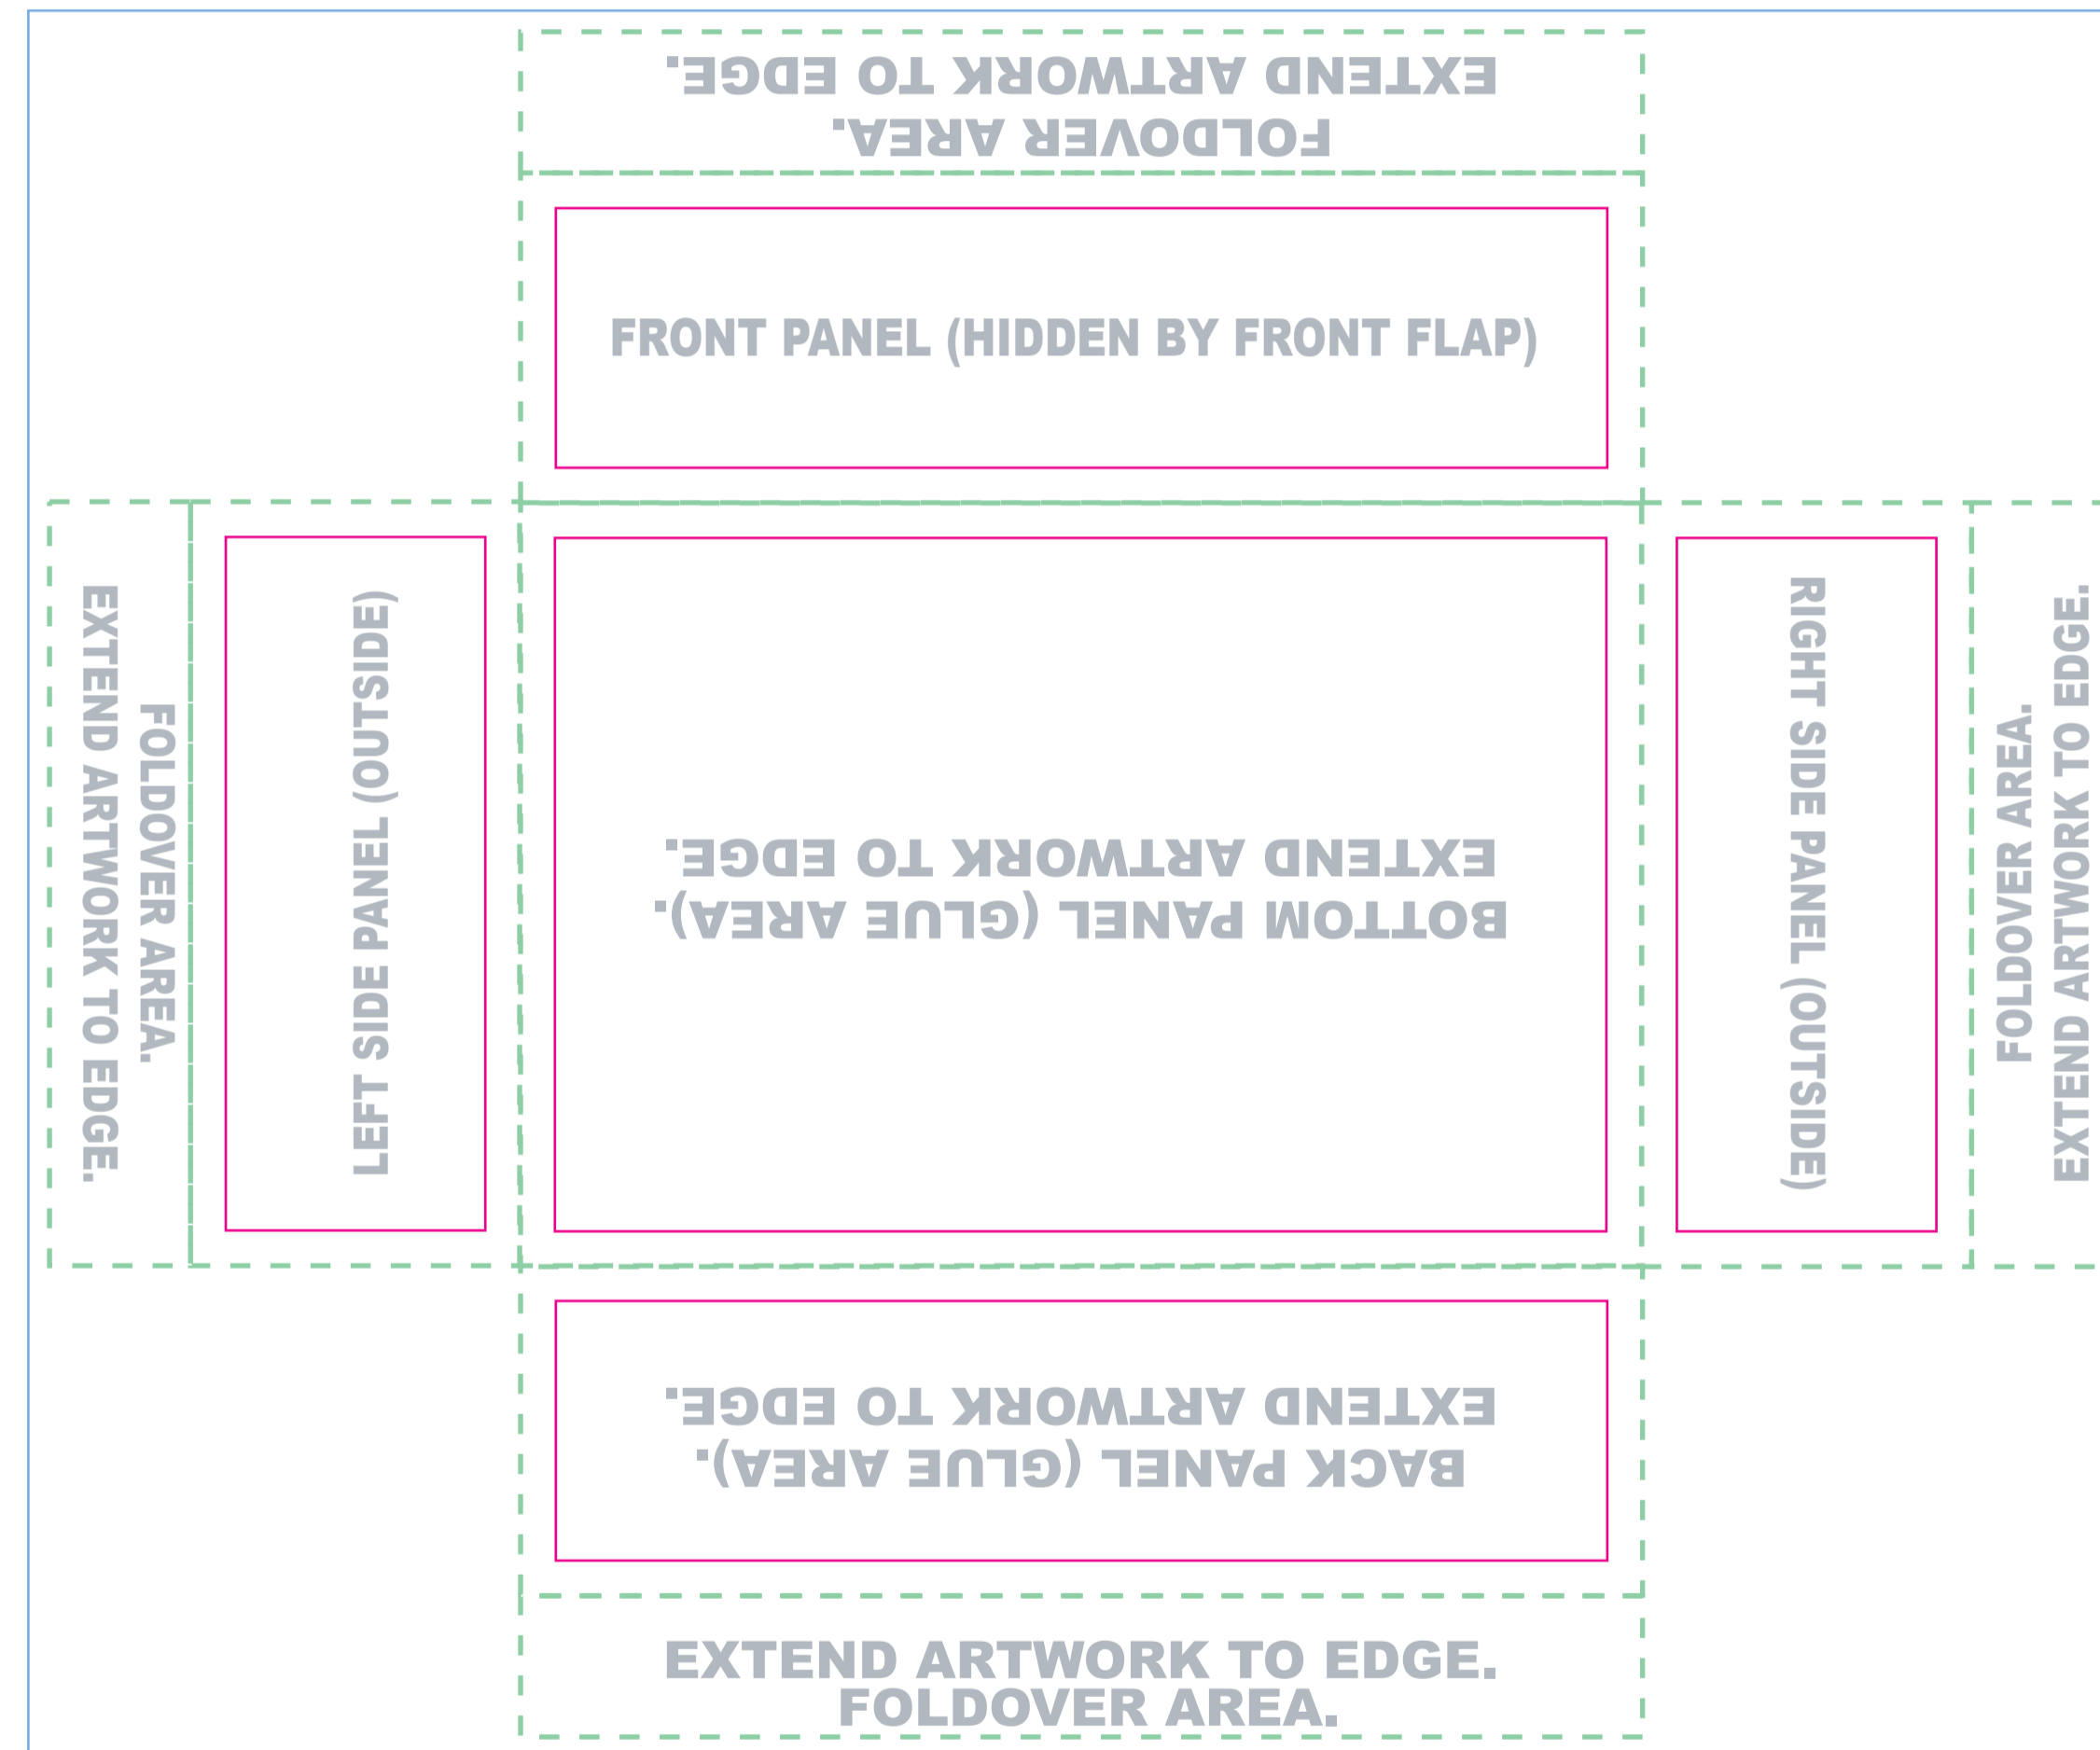 FOLDOVER AREA.
EXTEND ARTWORK TO EDGE.
FRONT PANEL (HIDDEN BY FRONT FLAP)
FOLDOVER AREA.
EXTEND ARTWORK TO EDGE.
LEFT SIDE PANEL (OUTSIDE)
BOTTOM PANEL (GLUE AREA).
EXTEND ARTWORK TO EDGE.
RIGHT SIDE PANEL (OUTSIDE)
FOLDOVER AREA.
EXTEND ARTWORK TO EDGE.
BACK PANEL (GLUE AREA).
EXTEND ARTWORK TO EDGE.
EXTEND ARTWORK TO EDGE.
FOLDOVER AREA.